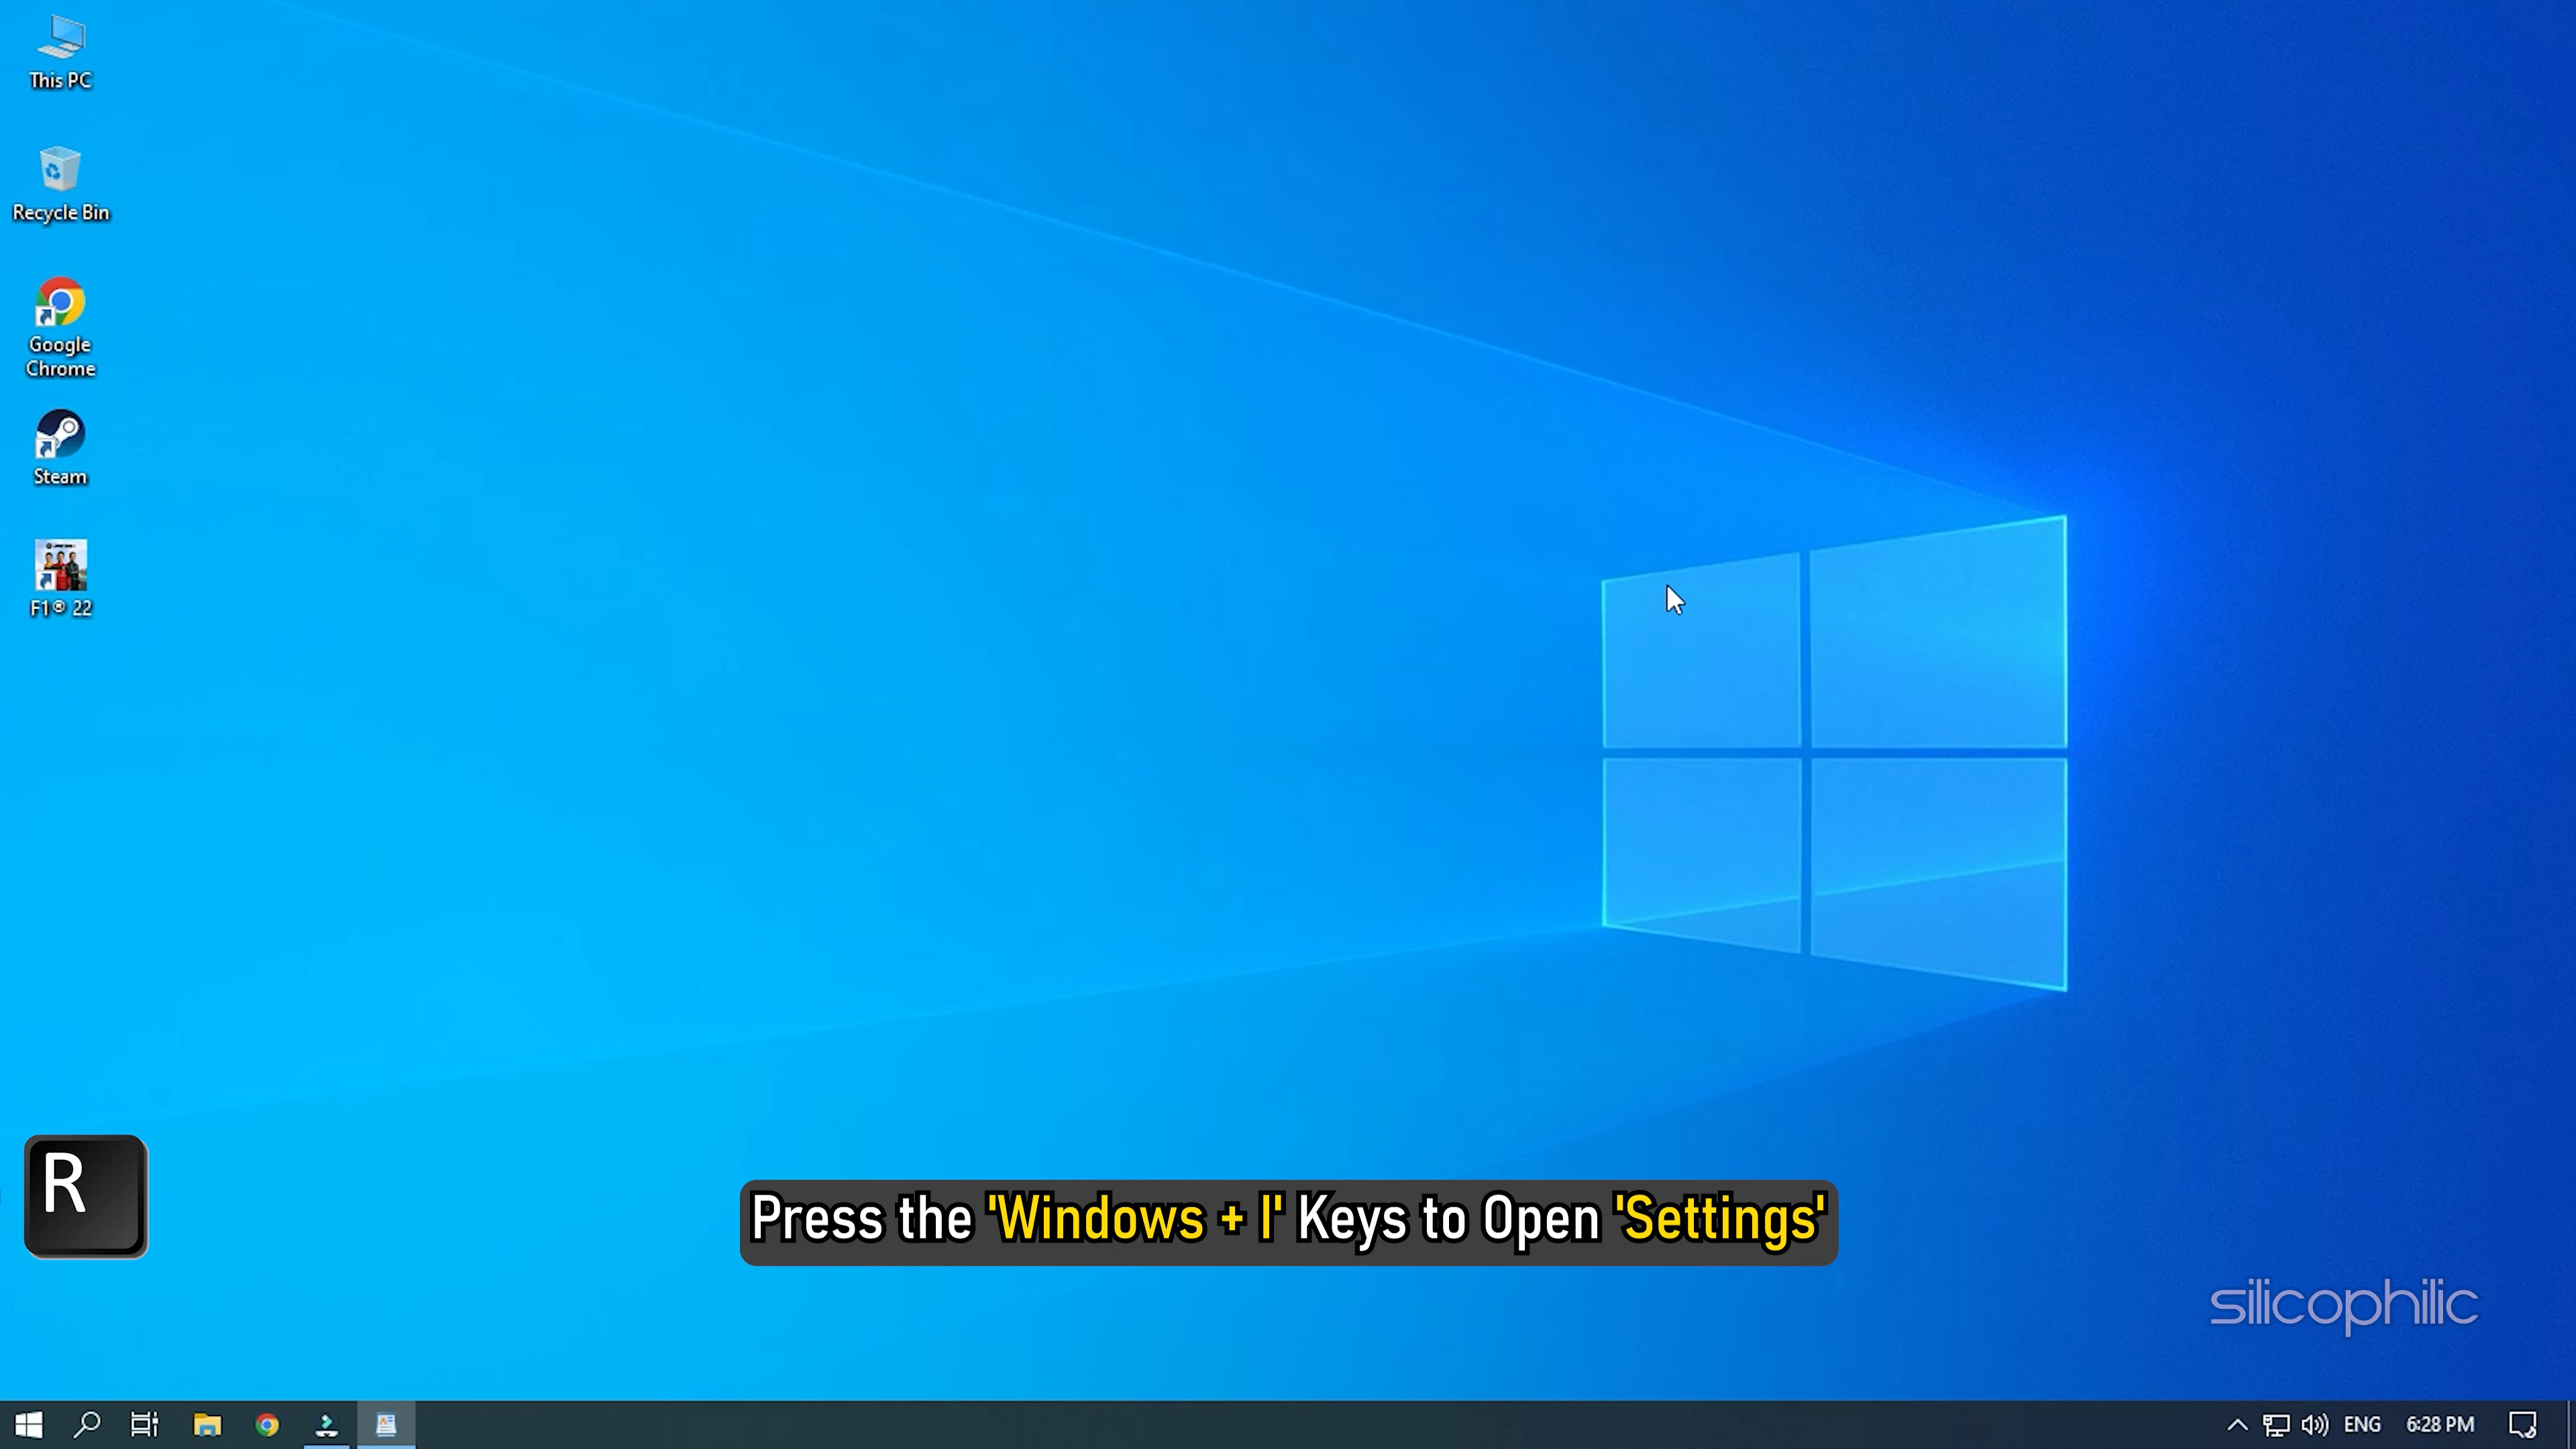 This PC
Recycle Bin
Google
Chrome
Steam
F1® 22
R
Press the 'Windows + I' Keys to Open 'Settings'
silicophilic
ENG
6:28 PM